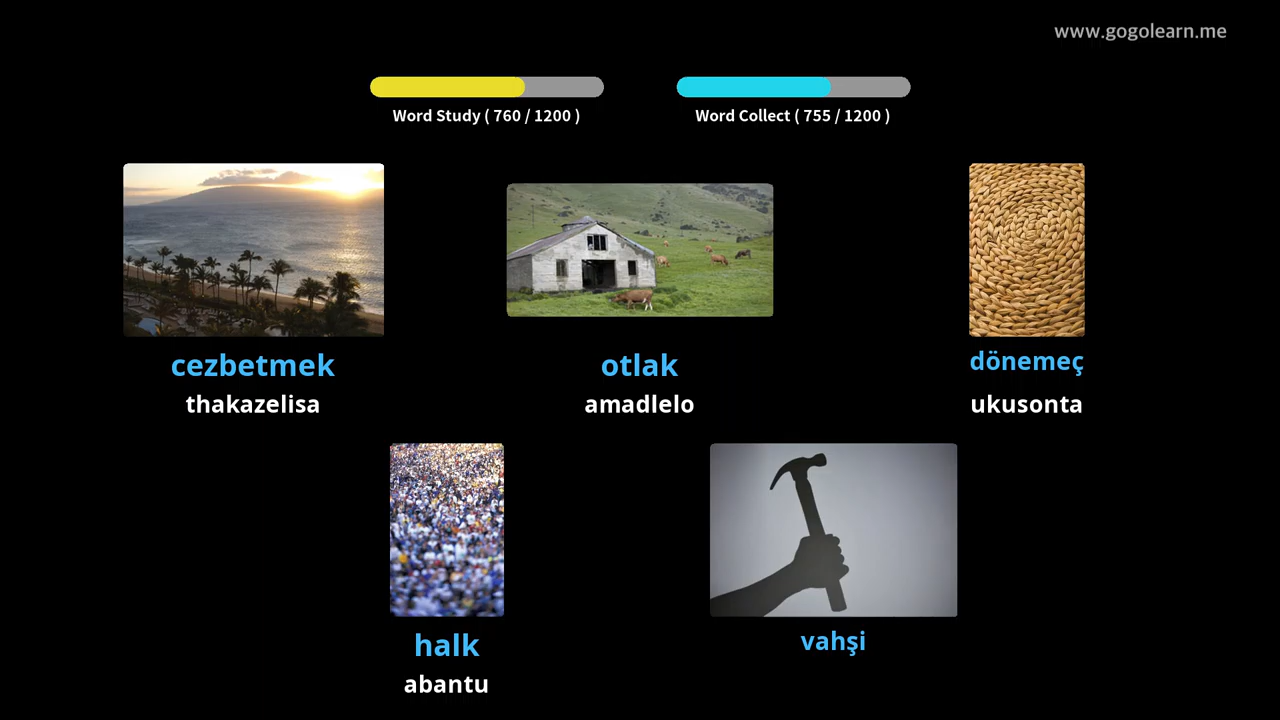 www.gogolearn.me
Word Study ( 760 / 1200 )
Word Collect ( 755 / 1200 )
cezbetmek
thakazelisa
otlak
amadlelo
dönemeç
ukusonta
halk
abantu
vahşi